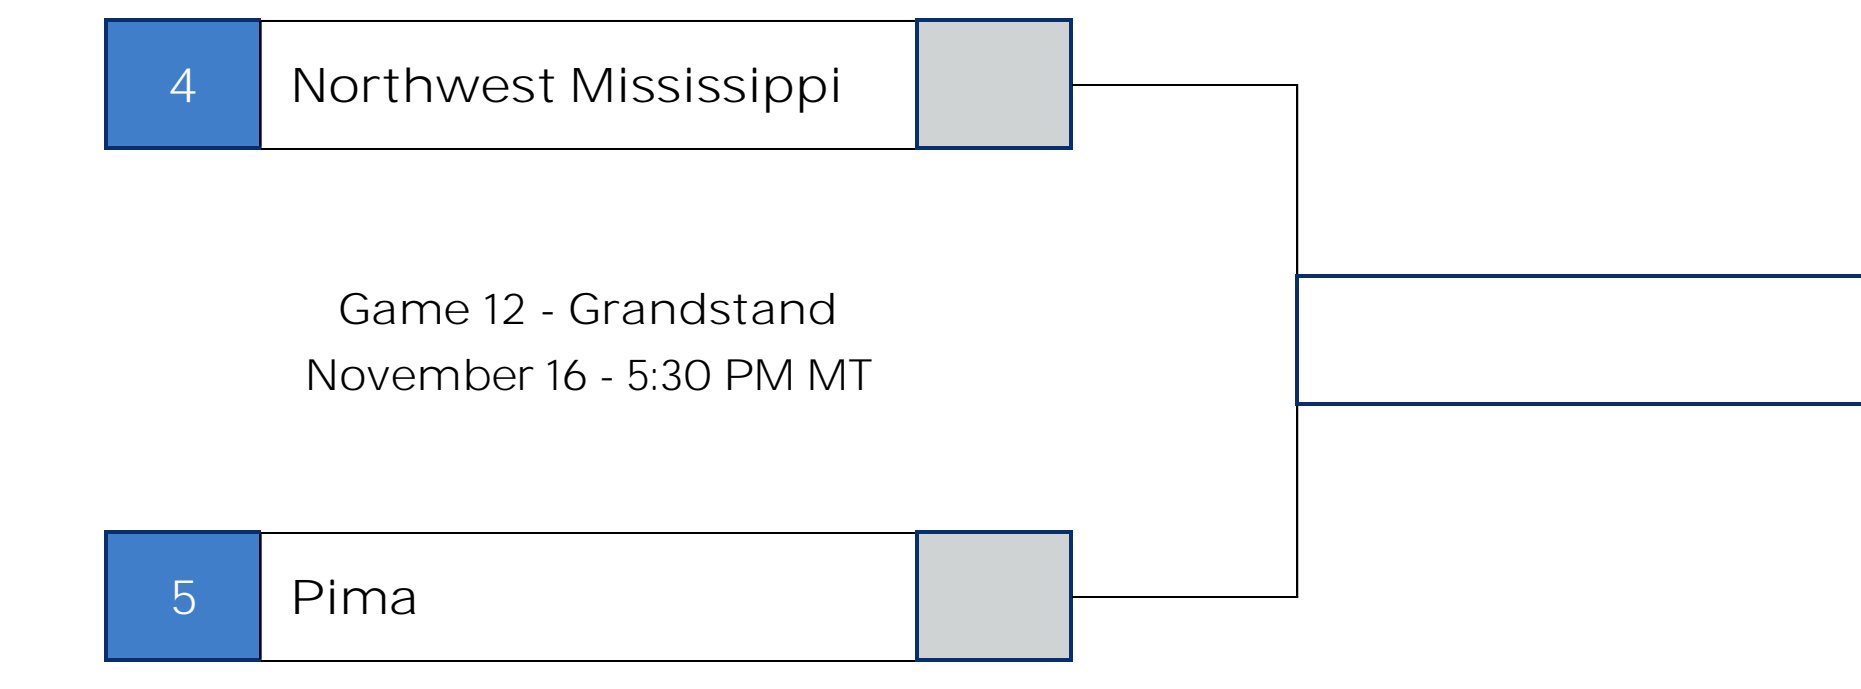 4
Northwest Mississippi
Game 12 - Grandstand
November 16 - 5:30 PM MT
5
Pima